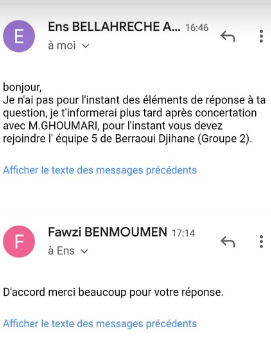 E
Ens BELLAHRECHE A... 16:46
à moi
bonjour,
Je n'ai pas pour l'instant des éléments de réponse à ta
question, je t'informerai plus tard après concertation
avec M.GHOUMARI, pour l'instant vous devez
rejoindre l' équipe 5 de Berraoui Djihane (Groupe 2).
Afficher le texte des messages précédents
F
Fawzi BENMOUMEN 17:14
à Ens
D'accord merci beaucoup pour votre réponse.
Afficher le texte des messages précédents